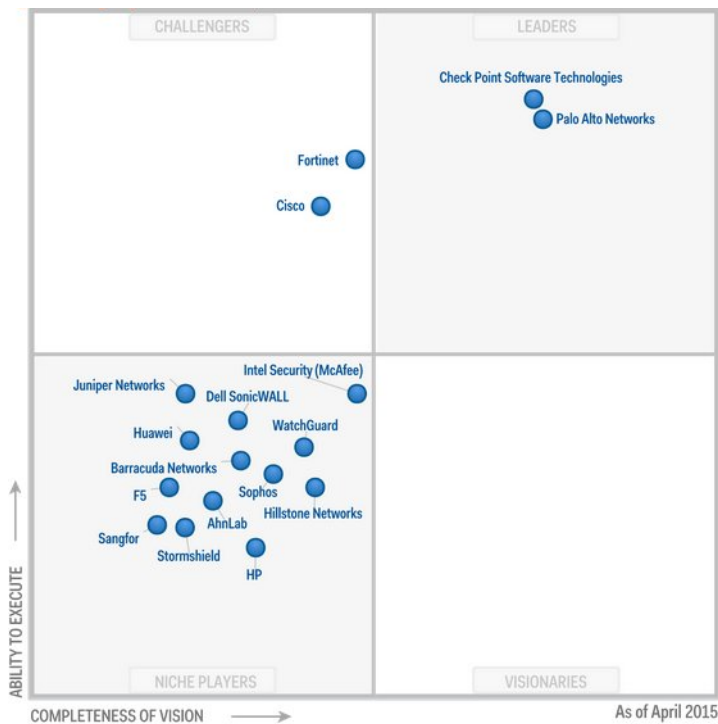 CHALLENGERS
LEADERS
Check Point Software Technologies
Palo Alto Networks
Fortinet
Cisco
Intel Security (McAfee)
Juniper Networks
Dell SonicWALL
Huawei
WatchGuard
Barracuda Networks
F5
Sophos
Hillstone Networks
AhnLab
Sangfor
Stormshield
HP
NICHE PLAYERS
VISIONARIES
ABILITY TO EXECUTE
COMPLETENESS OF VISION
As of April 2015